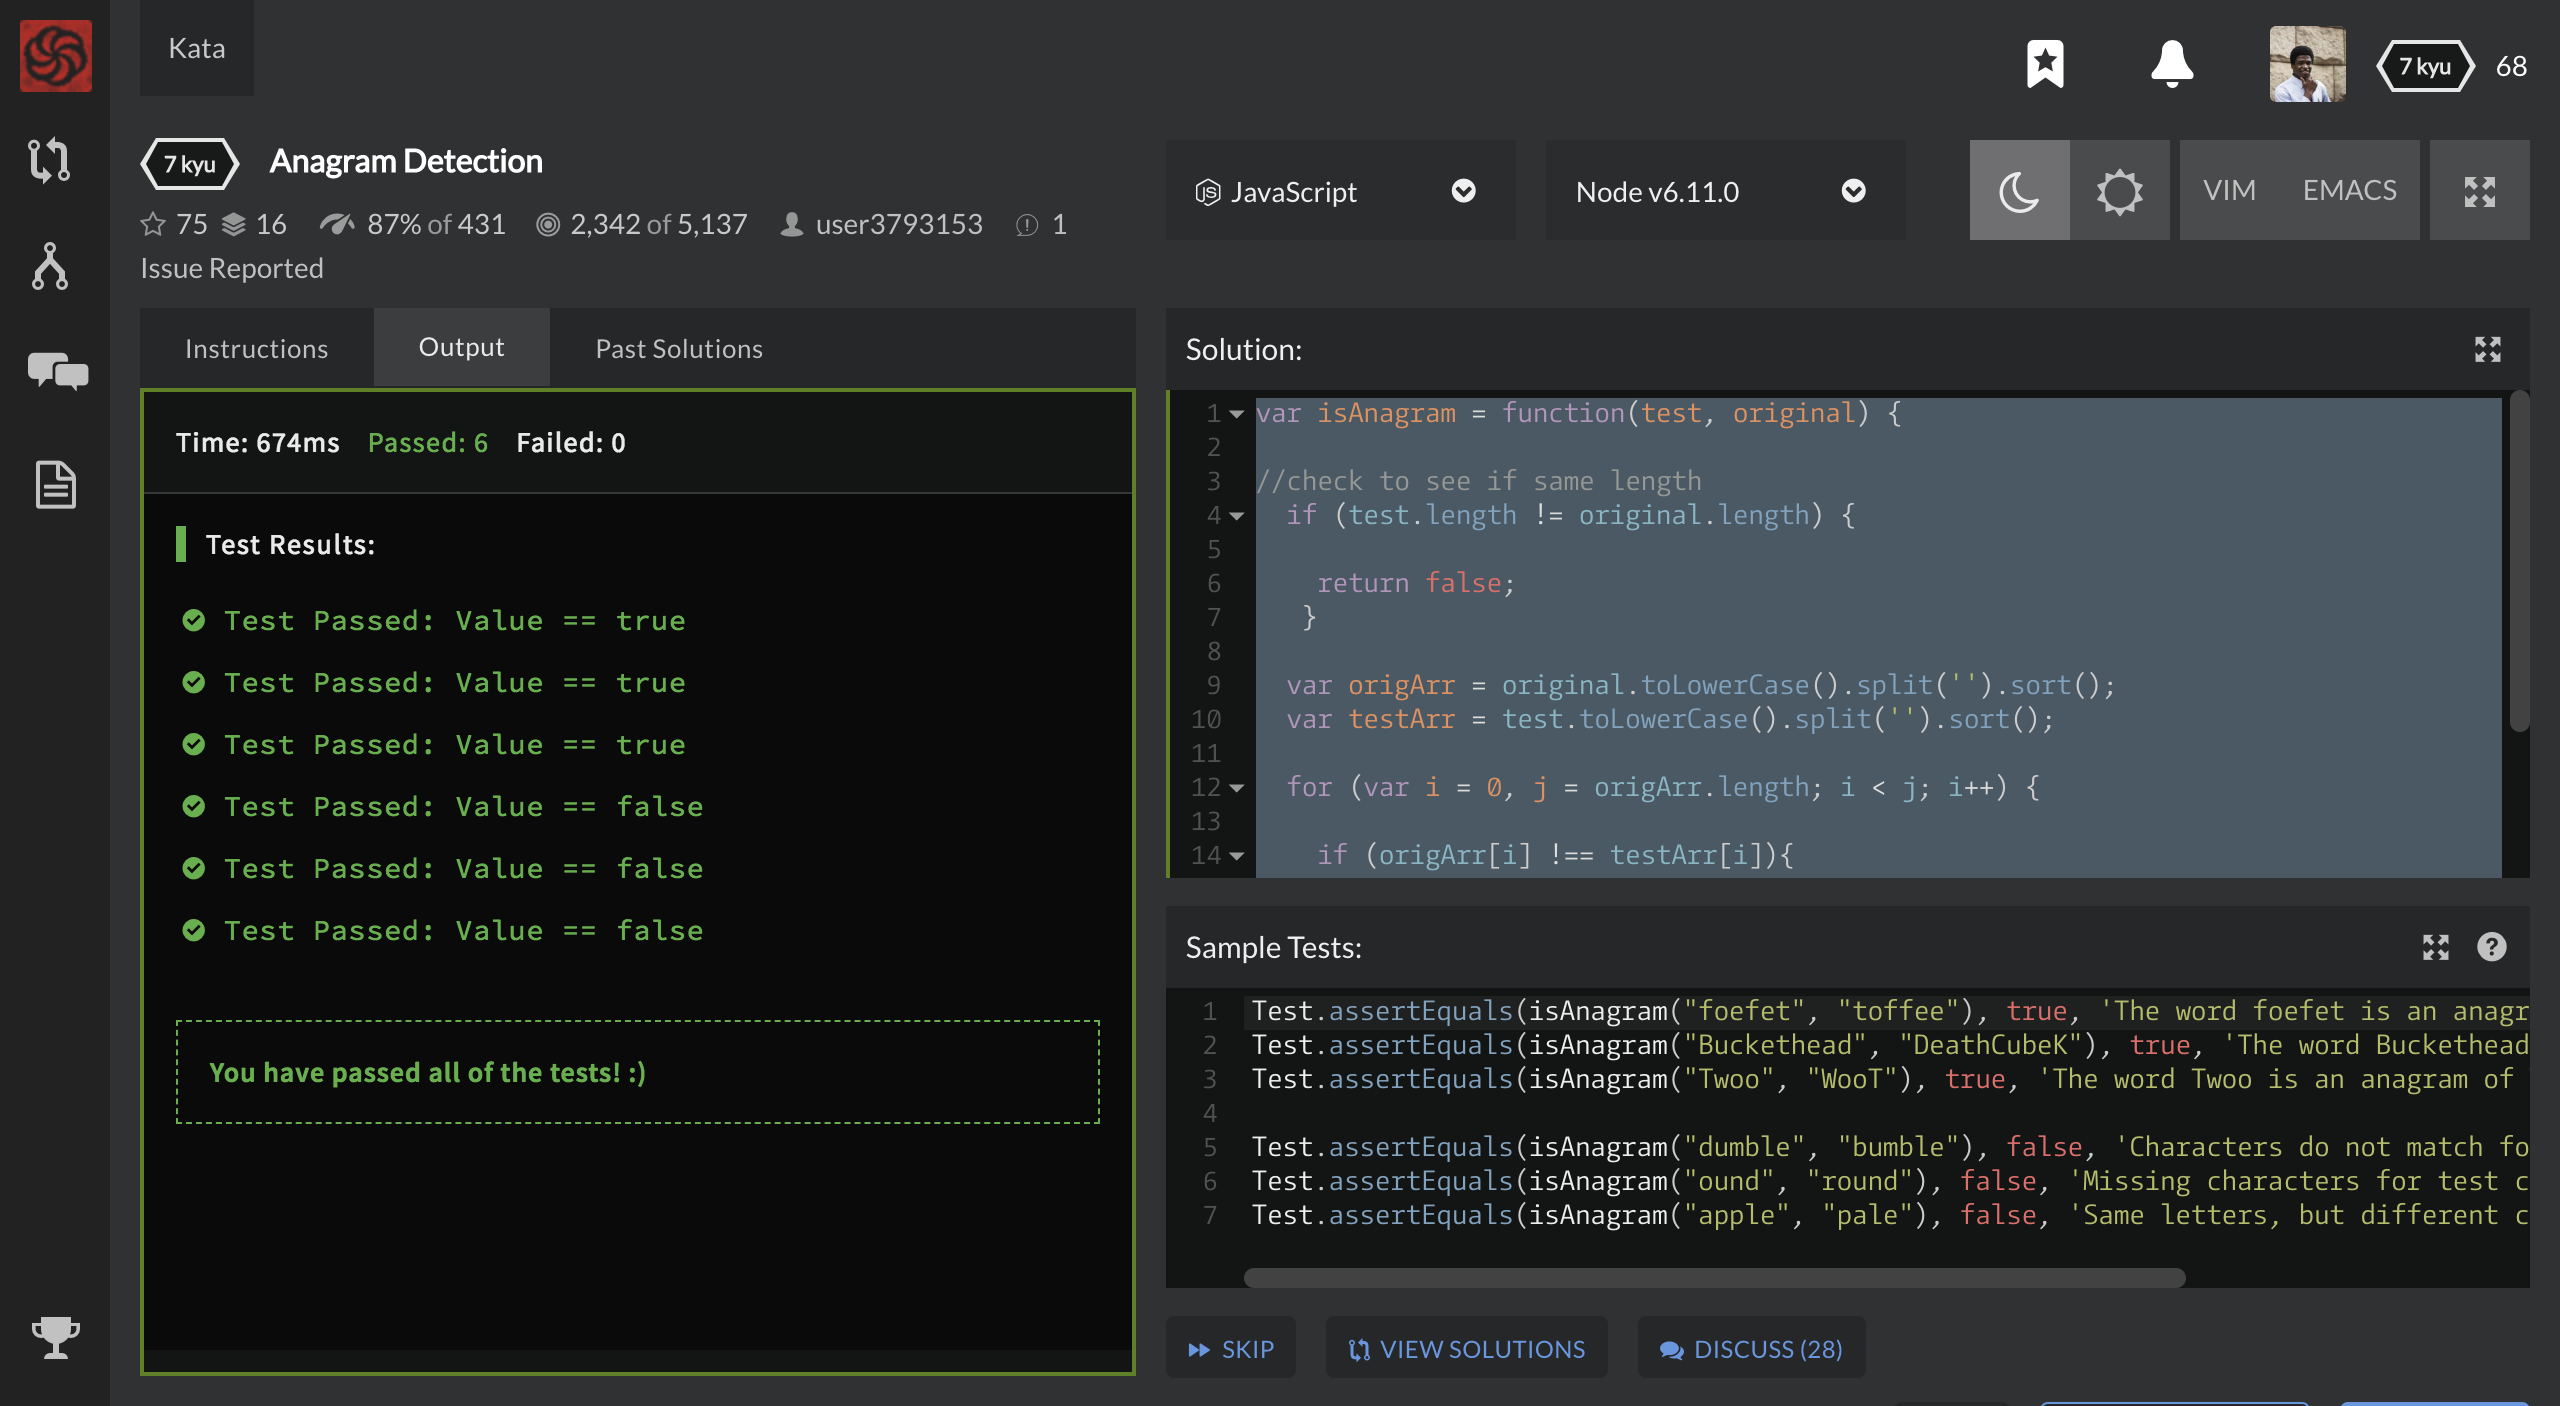 Kata
7 kyu 68
7 kyu Anagram Detection
75 16 87% of 431 2,342 of 5,137 user3793153 1
Issue Reported
JavaScript
Node v6.11.0
VIM EMACS
Instructions Output Past Solutions
Time: 674ms Passed: 6 Failed: 0
Test Results:
Test Passed: Value == true
Test Passed: Value == true
Test Passed: Value == true
Test Passed: Value == false
Test Passed: Value == false
Test Passed: Value == false
You have passed all of the tests! :)
Solution:
1 var isAnagram = function(test, original) {
2
3 //check to see if same length
4 if (test.length != original.length) {
5
6 return false;
7 }
8
9 var origArr = original.toLowerCase().split('').sort();
10 var testArr = test.toLowerCase().split('').sort();
11
12 for (var i = 0, j = origArr.length; i < j; i++) {
13
14 if (origArr[i] !== testArr[i]){
Sample Tests:
1 Test.assertEquals(isAnagram("foefet", "toffee"), true, 'The word foefet is an anagr
2 Test.assertEquals(isAnagram("Buckethead", "DeathCubeK"), true, 'The word Buckethead
3 Test.assertEquals(isAnagram("Twoo", "WooT"), true, 'The word Twoo is an anagram of
4
5 Test.assertEquals(isAnagram("dumble", "bumble"), false, 'Characters do not match fo
6 Test.assertEquals(isAnagram("ound", "round"), false, 'Missing characters for test c
7 Test.assertEquals(isAnagram("apple", "pale"), false, 'Same letters, but different c
SKIP
VIEW SOLUTIONS
DISCUSS (28)